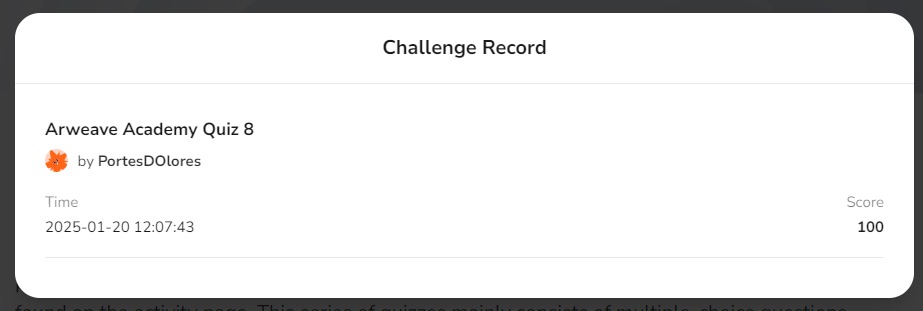 Challenge Record
Arweave Academy Quiz 8
by PortesDOlores
Time
Score
2025-01-20 12:07:43
100
found on the activity page. This series of quizzes mainly consists of multiple-choice questions